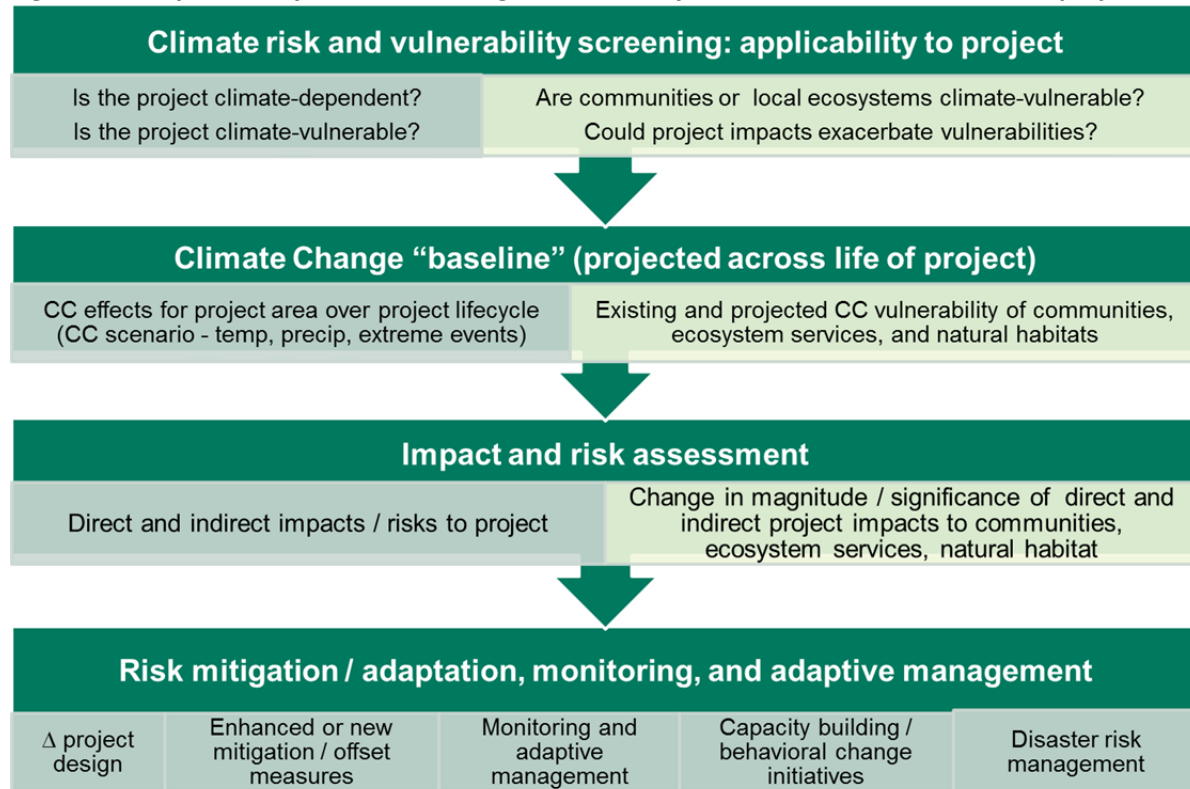 Climate risk and vulnerability screening: applicability to project
Is the project climate-dependent?
Is the project climate-vulnerable?
Are communities or local ecosystems climate-vulnerable?
Could project impacts exacerbate vulnerabilities?
Climate Change “baseline” (projected across life of project)
CC effects for project area over project lifecycle
(CC scenario - temp, precip, extreme events)
Existing and projected CC vulnerability of communities,
ecosystem services, and natural habitats
Impact and risk assessment
Direct and indirect impacts / risks to project
Change in magnitude / significance of direct and
indirect project impacts to communities,
ecosystem services, natural habitat
Risk mitigation / adaptation, monitoring, and adaptive management
Δ project
design
Enhanced or new
mitigation / offset
measures
Monitoring and
adaptive
management
Capacity building /
behavioral change
initiatives
Disaster risk
management